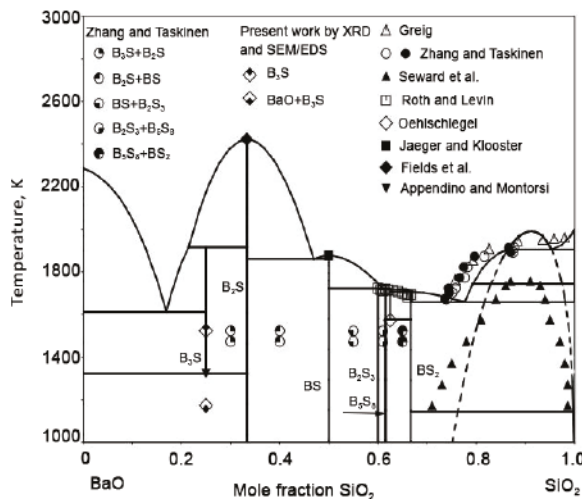 Zhang and Taskinen
B₃S+B₂S
B₂S+BS
BS+B₂S₃
B₂S₃+B₅S₈
B₅S₈+BS₂
Present work by XRD
and SEM/EDS
B₃S
BaO+B₃S
Greig
Zhang and Taskinen
Seward et al.
Roth and Levin
Oehlschlegel
Jaeger and Klooster
Fields et al.
Appendino and Montorsi
Temperature, K
3000
2600
2200
1800
1400
1000
B₂S
B₃S
BS
B₂S₃
B₅S₈
BS₂
0
0.2
0.4
0.6
0.8
1.0
BaO
Mole fraction SiO₂
SiO₂